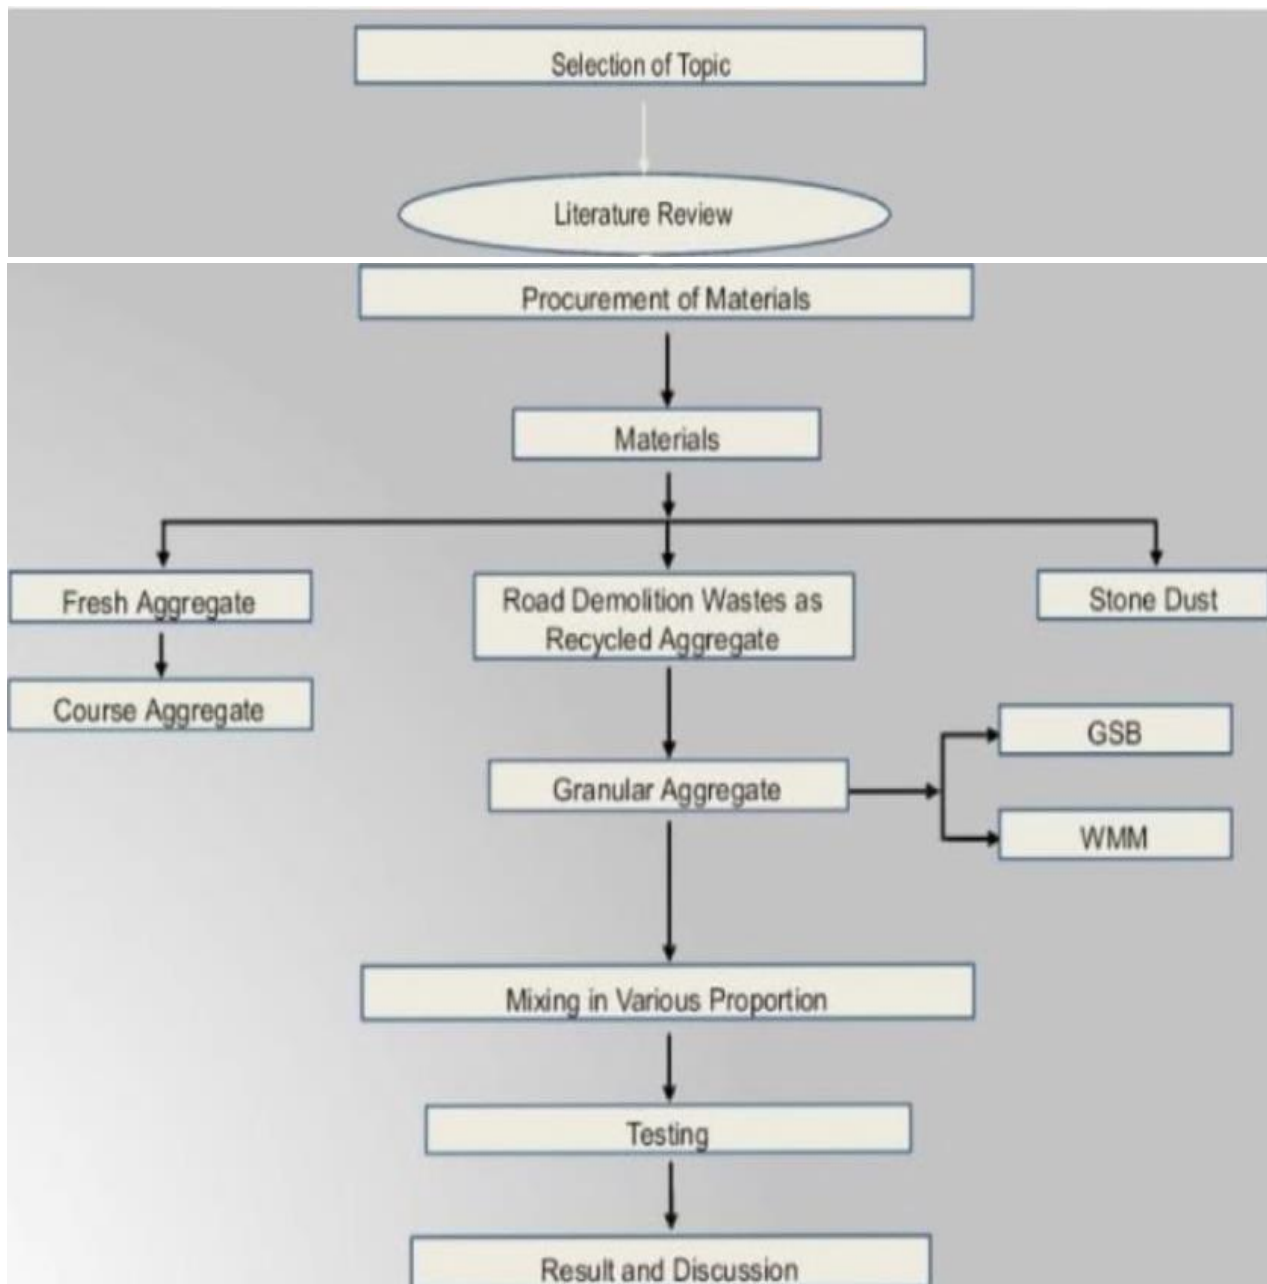 Selection of Topic
Literature Review
Procurement of Materials
Materials
Fresh Aggregate
Road Demolition Wastes as
Recycled Aggregate
Stone Dust
Course Aggregate
GSB
Granular Aggregate
WMM
Mixing in Various Proportion
Testing
Result and Discussion